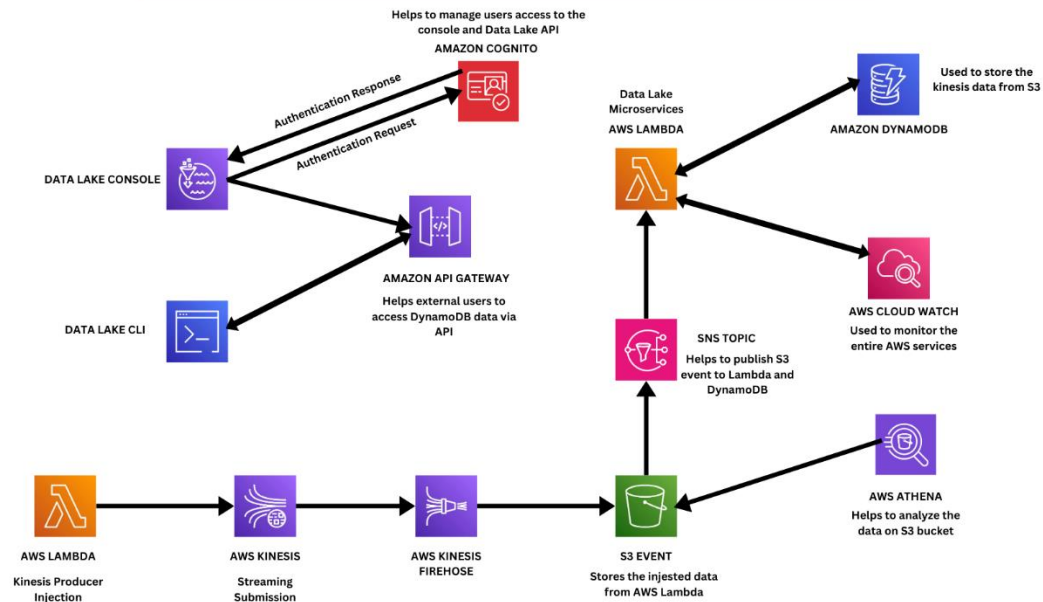 Helps to manage users access to the
console and Data Lake API
AMAZON COGNITO
Authentication Response
Authentication Request
DATA LAKE CONSOLE
AMAZON API GATEWAY
Helps external users to
access DynamoDB data via
API
DATA LAKE CLI
Data Lake
Microservices
AWS LAMBDA
Used to store the
kinesis data from S3
AMAZON DYNAMODB
AWS CLOUD WATCH
Used to monitor the
entire AWS services
SNS TOPIC
Helps to publish S3
event to Lambda and
DynamoDB
AWS ATHENA
Helps to analyze the
data on S3 bucket
AWS LAMBDA
Kinesis Producer
Injection
AWS KINESIS
Streaming
Submission
AWS KINESIS
FIREHOSE
S3 EVENT
Stores the injested data
from AWS Lambda